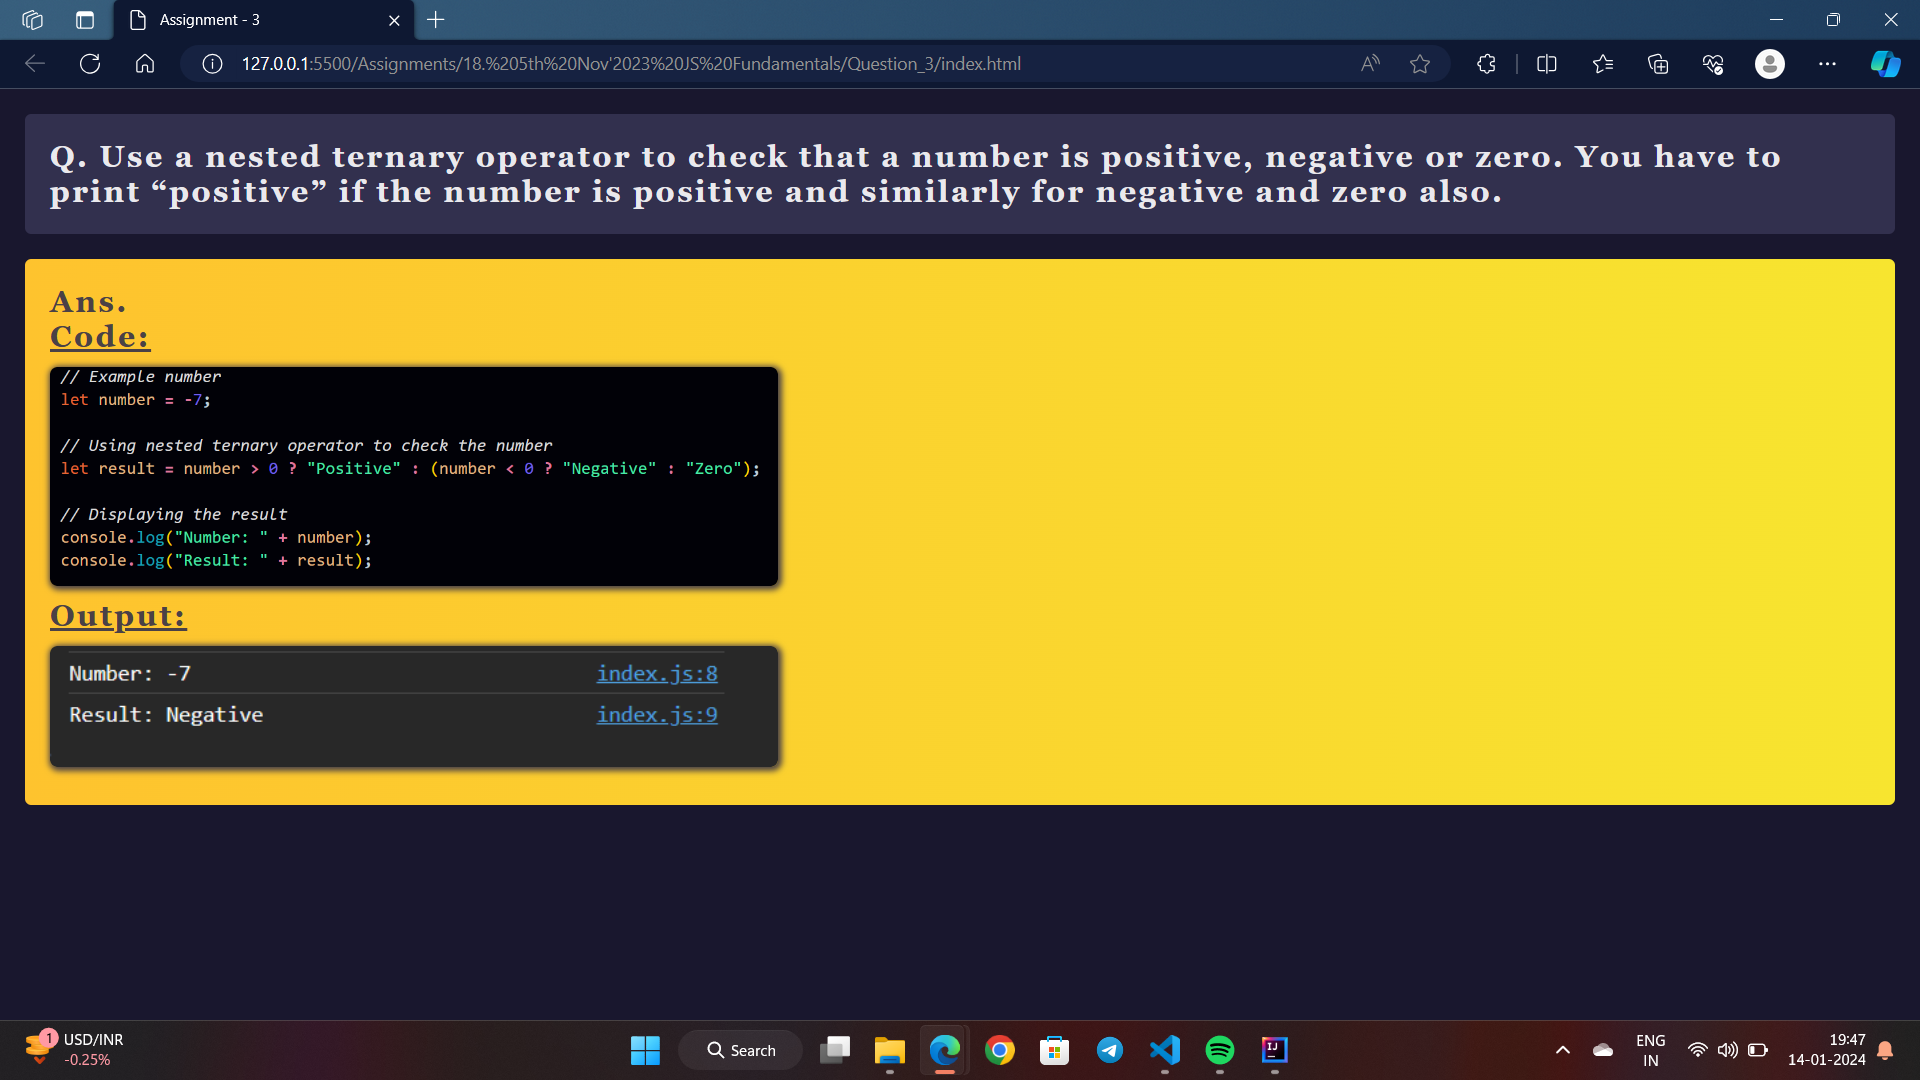 Assignment - 3
127.0.0.1:5500/Assignments/18.%205th%20Nov'2023%20JS%20Fundamentals/Question_3/index.html
Q. Use a nested ternary operator to check that a number is positive, negative or zero. You have to
print “positive” if the number is positive and similarly for negative and zero also.
Ans.
Code:
// Example number
let number = -7;
// Using nested ternary operator to check the number
let result = number > 0 ? "Positive" : (number < 0 ? "Negative" : "Zero");
// Displaying the result
console.log("Number: " + number);
console.log("Result: " + result);
Output:
Number: -7 index.js:8
Result: Negative index.js:9
1
USD/INR
-0.25%
Search
IJ
ENG
IN
19:47
14-01-2024